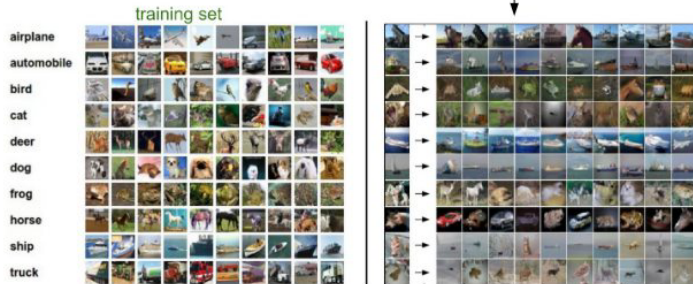 training set
airplane
automobile
bird
cat
deer
dog
frog
horse
ship
truck